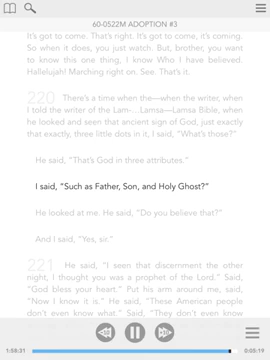 60-0522M ADOPTION #3
It's got to come. That's right. It's got to come, it's coming.
So when it does, you just watch. But, brother, you want
to know this one thing, I know Who I have believed.
Hallelujah! Marching right on. See. That's it.
220 There's a time when the—when the writer, when
I told the writer of the Lam-...Lamsa—Lamsa Bible, when
he looked and seen that ancient sign of God, just exactly
that exactly, three little dots in it, I said, "What's those?"
He said, "That's God in three attributes."
I said, "Such as Father, Son, and Holy Ghost?"
He looked at me. He said, "Do you believe that?"
And I said, "Yes, sir."
221 He said, "I seen that discernment the other
night, I thought you was a prophet of the Lord." Said,
"God bless your heart." Put his arm around me, said,
"Now I know it is." He said, "These American people
don't even know what." Said, "They don't even know
1:58:31
0:05:19